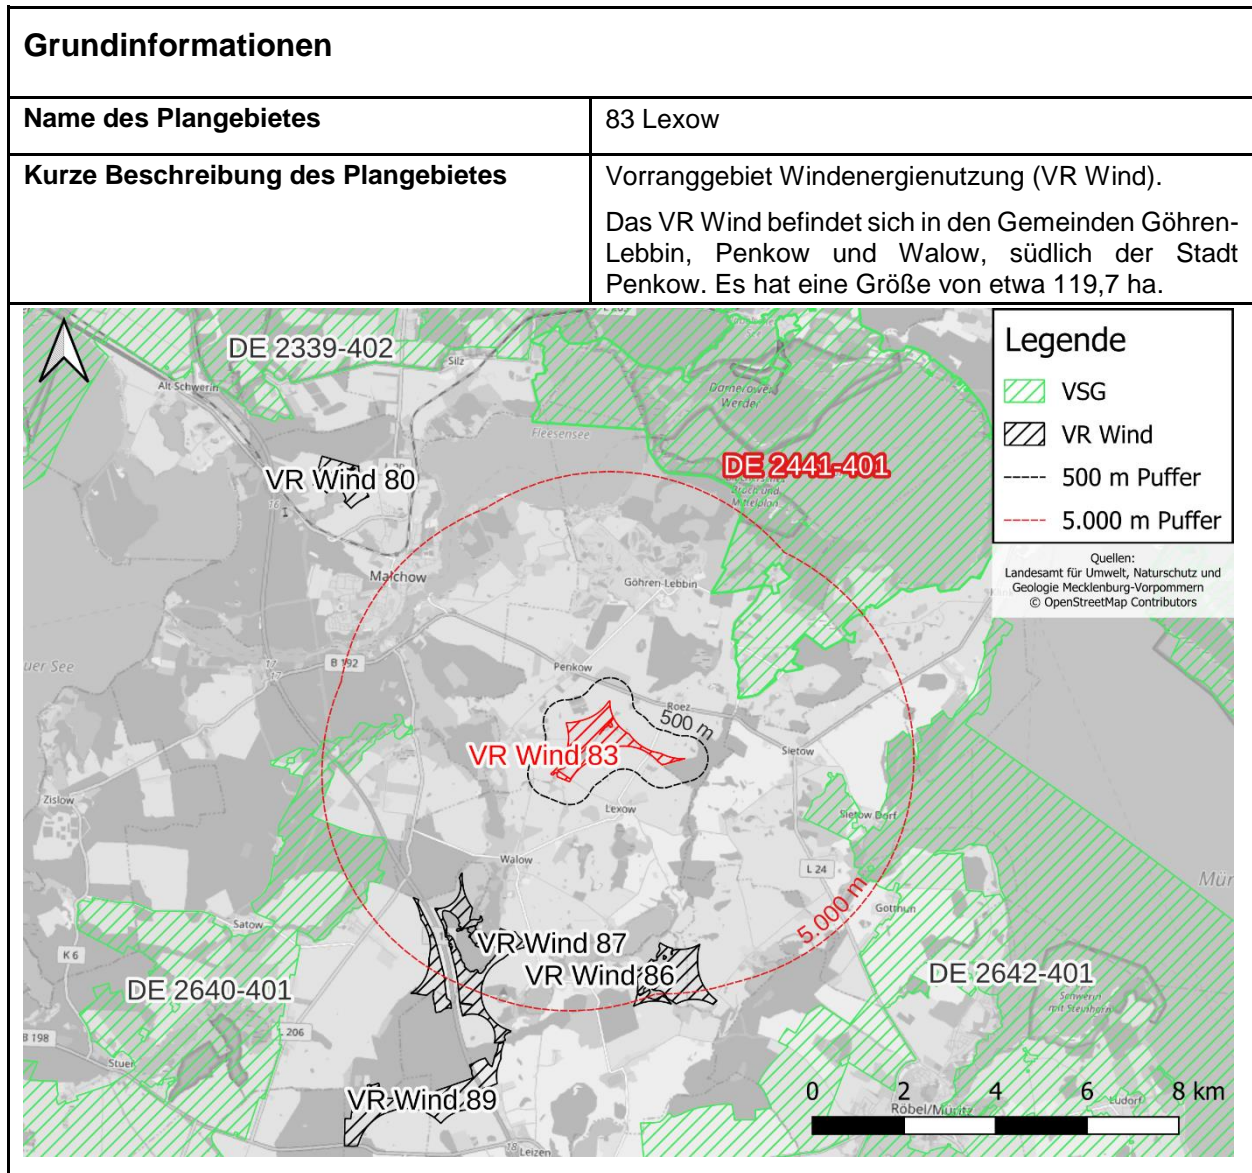 Grundinformationen
Name des Plangebietes
83 Lexow
Kurze Beschreibung des Plangebietes
Vorranggebiet Windenergienutzung (VR Wind).
Das VR Wind befindet sich in den Gemeinden Göhren-
Lebbin, Penkow und Walow, südlich der Stadt
Penkow. Es hat eine Größe von etwa 119,7 ha.
DE 2339-402
Silz
Alt Schwerin
Damerower
Werder
Fleesensee
VR Wind 80
DE 2441-401
Malchow
Göhren-Lebbin
B 192
Penkow
Roez
500 m
VR Wind 83
Sietow
Zislow
Lexow
Sietow Dorf
Walow
L 24
Gotthun
5.000 m
Satow
K 6
VR Wind 87
VR Wind 86
DE 2640-401
DE 2642-401
Schwerin
mit Steinhorn
L 206
B 198
Stuer
VR Wind 89
Röbel/Müritz
Ludorf
Leizen
Legende
VSG
VR Wind
500 m Puffer
5.000 m Puffer
Quellen:
Landesamt für Umwelt, Naturschutz und
Geologie Mecklenburg-Vorpommern
© OpenStreetMap Contributors
0 2 4 6 8 km